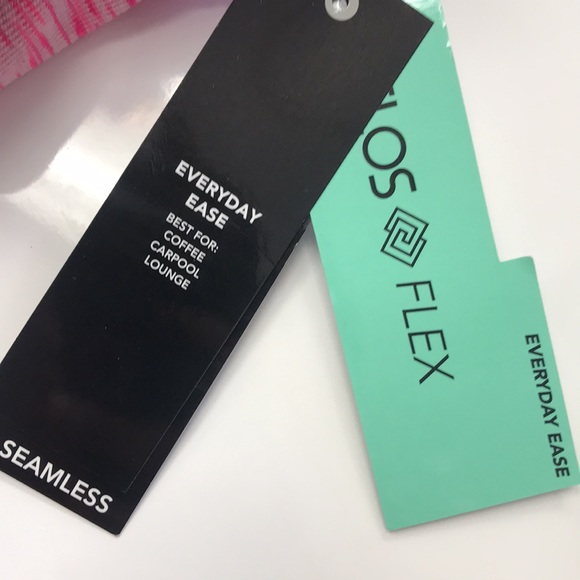 EVERYDAY
EASE
BEST FOR:
COFFEE
CARPOOL
LOUNGE
SEAMLESS
FLEX
EVERYDAY EASE